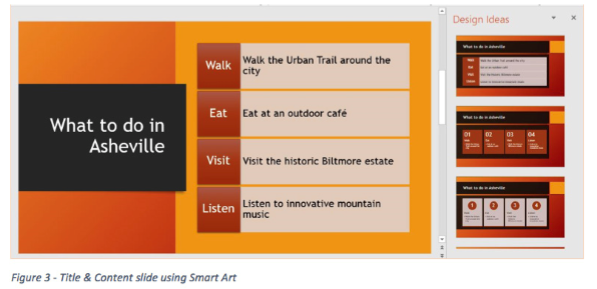 Design Ideas
What to do in
Asheville
Walk
Walk the Urban Trail around the
city
Eat
Eat at an outdoor café
Visit
Visit the historic Biltmore estate
Listen
Listen to innovative mountain
music
What to do in Asheville
What to do in Asheville
01 02 03 04
What to do in Asheville
1 2 3 4
Figure 3 - Title & Content slide using Smart Art